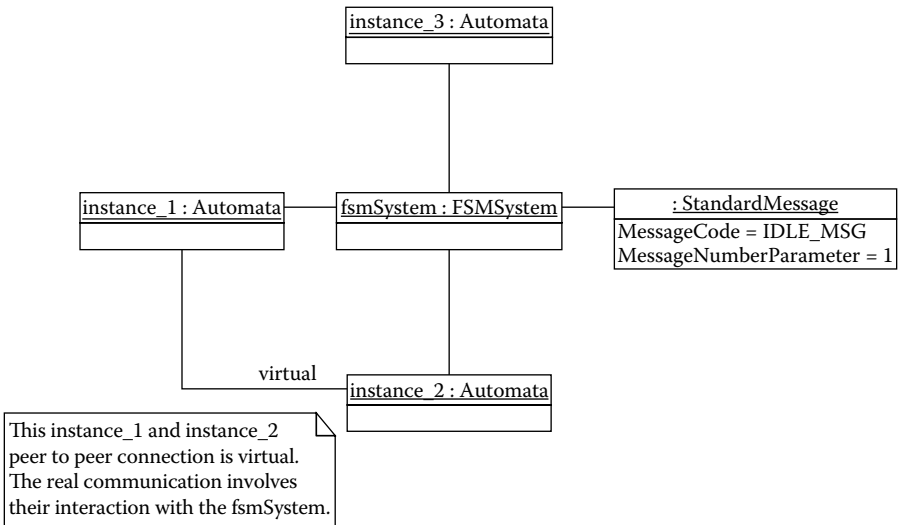 instance_3 : Automata
instance_1 : Automata
fsmSystem : FSMSystem
: StandardMessage
MessageCode = IDLE_MSG
MessageNumberParameter = 1
virtual
instance_2 : Automata
This instance_1 and instance_2
peer to peer connection is virtual.
The real communication involves
their interaction with the fsmSystem.